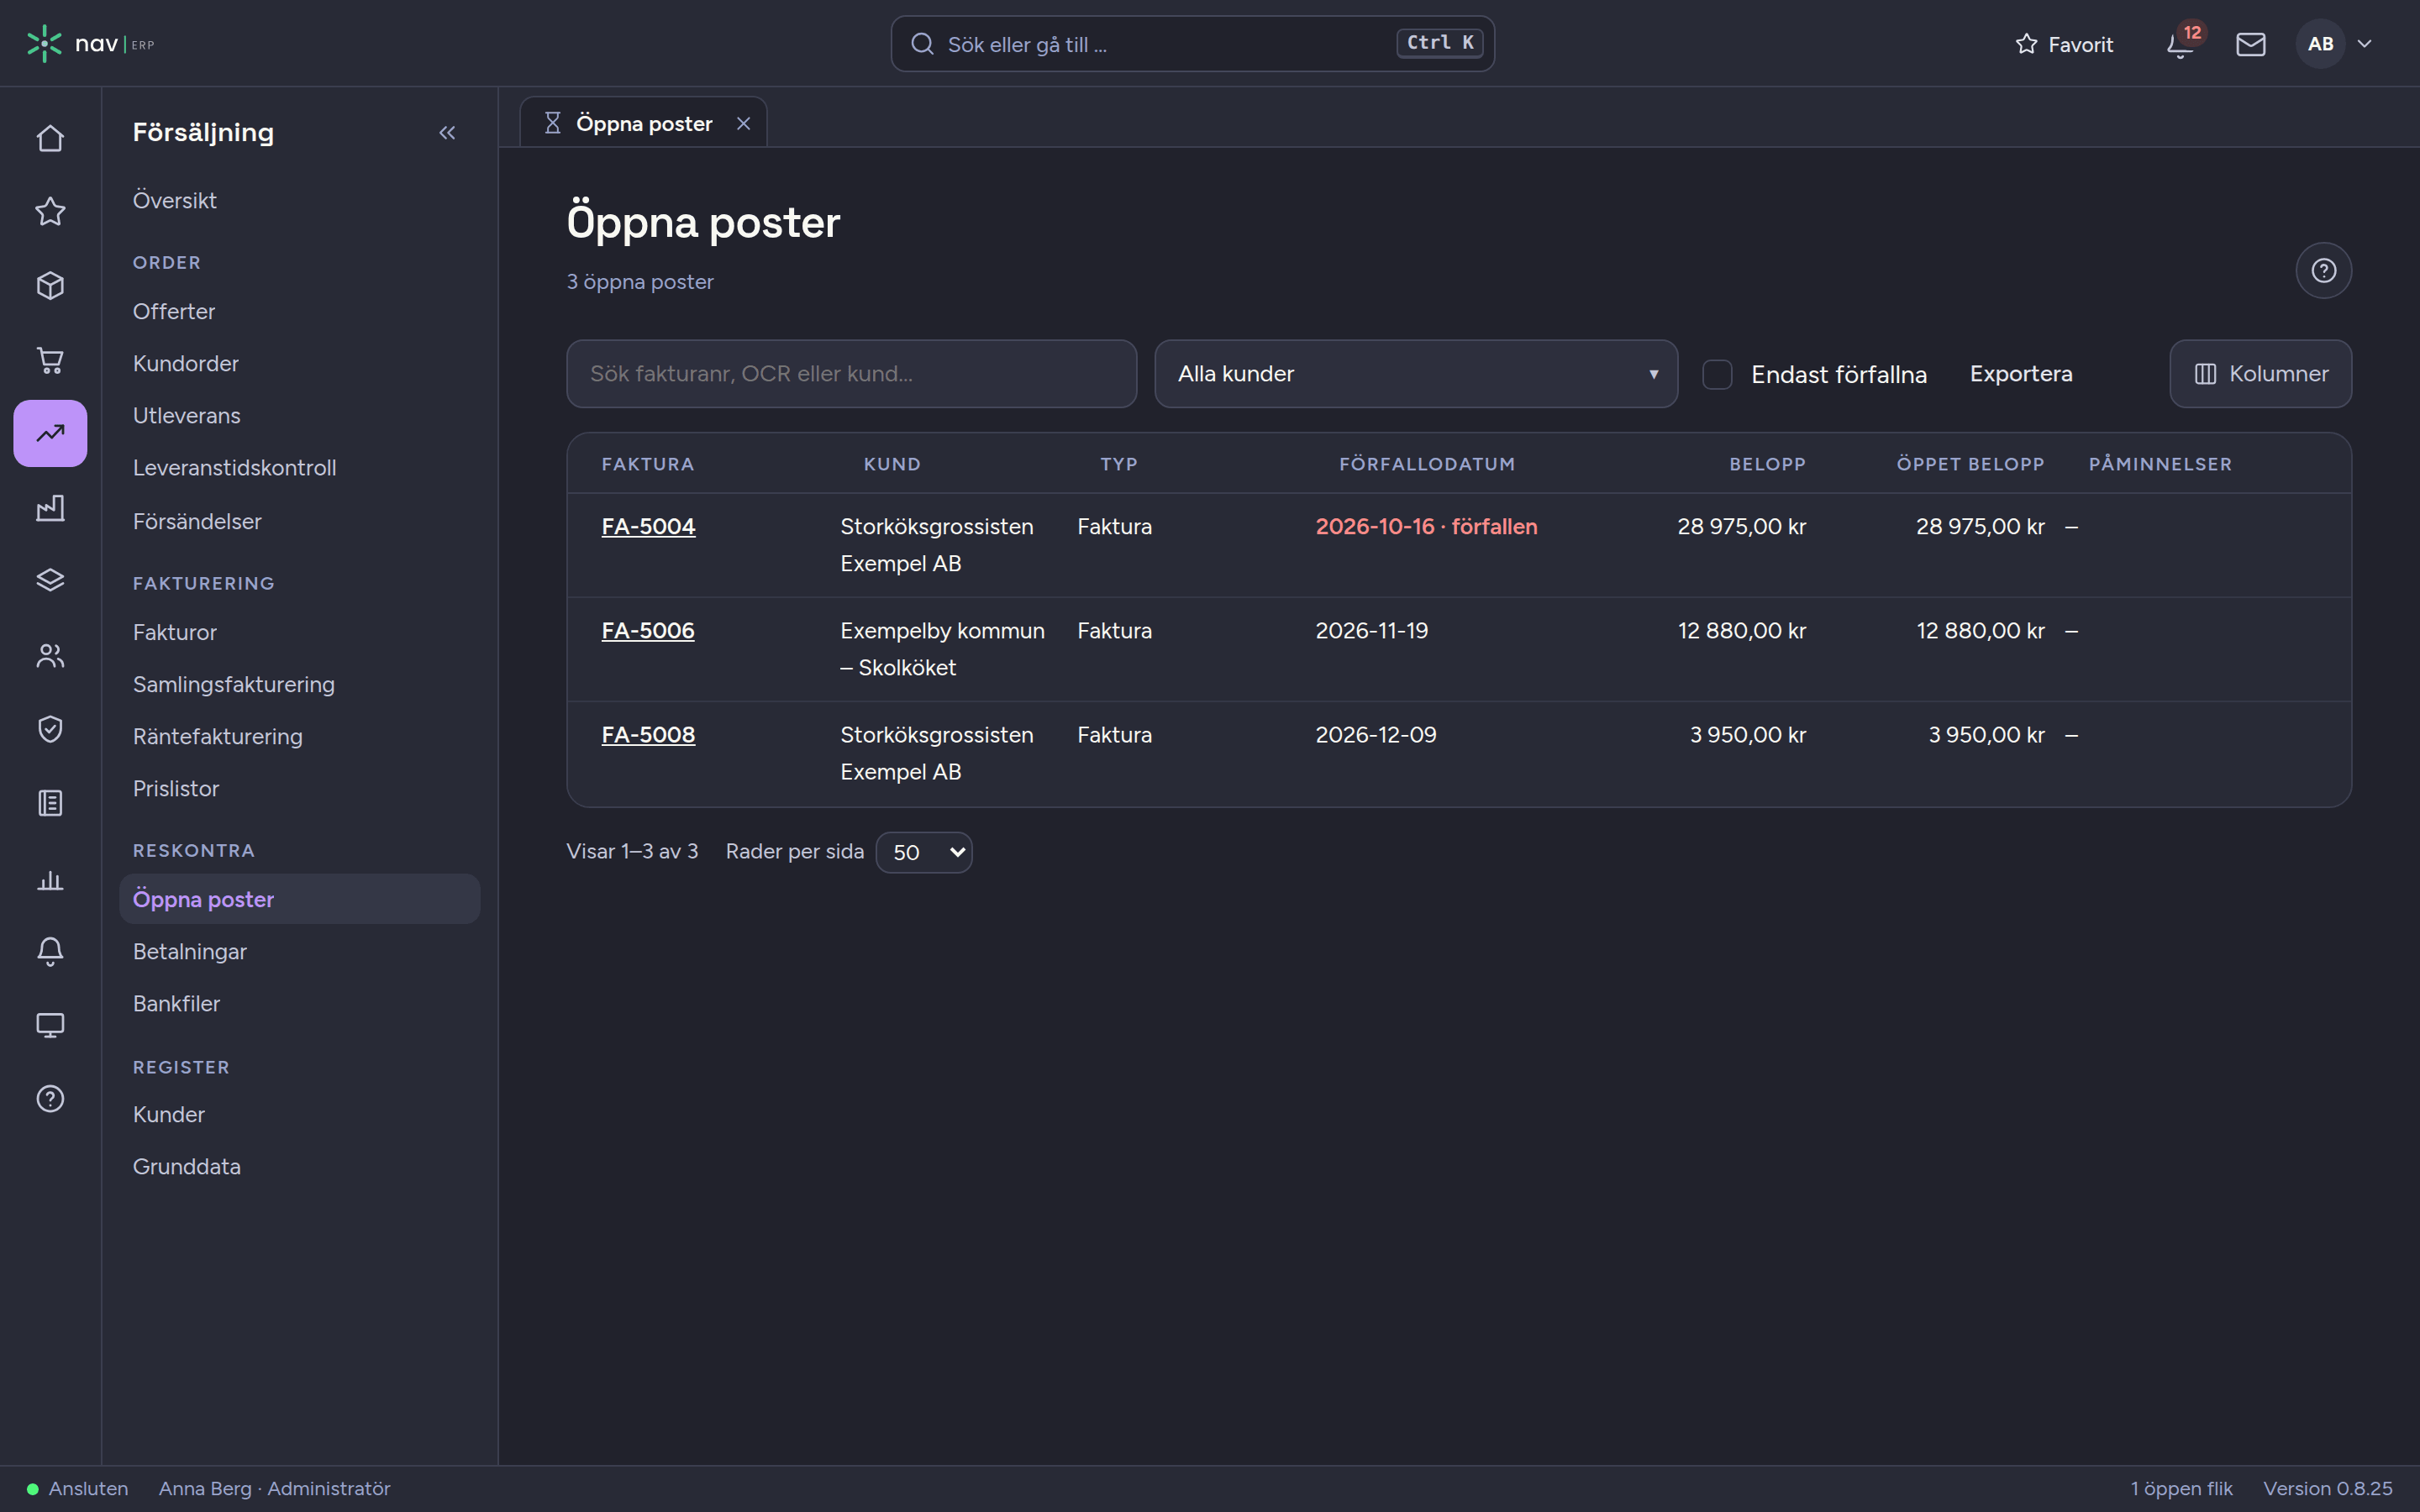 nav | ERP
Sök eller gå till ...
Ctrl K
Favorit
12
AB
Försäljning
Översikt
ORDER
Offerter
Kundorder
Utleverans
Leveranstidskontroll
Försändelser
FAKTURERING
Fakturor
Samlingsfakturering
Räntefakturering
Prislistor
RESKONTRA
Öppna poster
Betalningar
Bankfiler
REGISTER
Kunder
Grunddata
Öppna poster
Öppna poster
3 öppna poster
Sök fakturanr, OCR eller kund...
Alla kunder
Endast förfallna
Exportera
Kolumner
FAKTURA KUND TYP FÖRFALLODATUM BELOPP ÖPPET BELOPP PÅMINNELSER
FA-5004 Storköksgrossisten Faktura 2026-10-16 · förfallen 28 975,00 kr 28 975,00 kr –
Exempel AB
FA-5006 Exempelby kommun Faktura 2026-11-19 12 880,00 kr 12 880,00 kr –
– Skolköket
FA-5008 Storköksgrossisten Faktura 2026-12-09 3 950,00 kr 3 950,00 kr –
Exempel AB
Visar 1–3 av 3 Rader per sida 50
Ansluten Anna Berg · Administratör 1 öppen flik Version 0.8.25